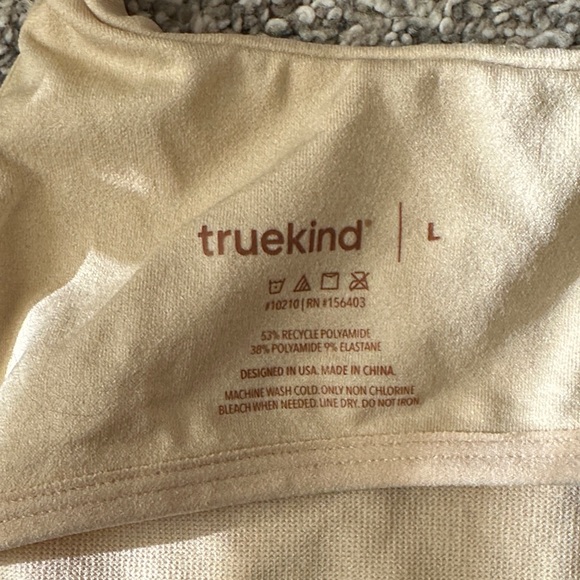 truekind® | L
#10210 | RN #156403
53% RECYCLE POLYAMIDE
38% POLYAMIDE 9% ELASTANE
DESIGNED IN USA. MADE IN CHINA.
MACHINE WASH COLD. ONLY NON CHLORINE
BLEACH WHEN NEEDED. LINE DRY. DO NOT IRON.